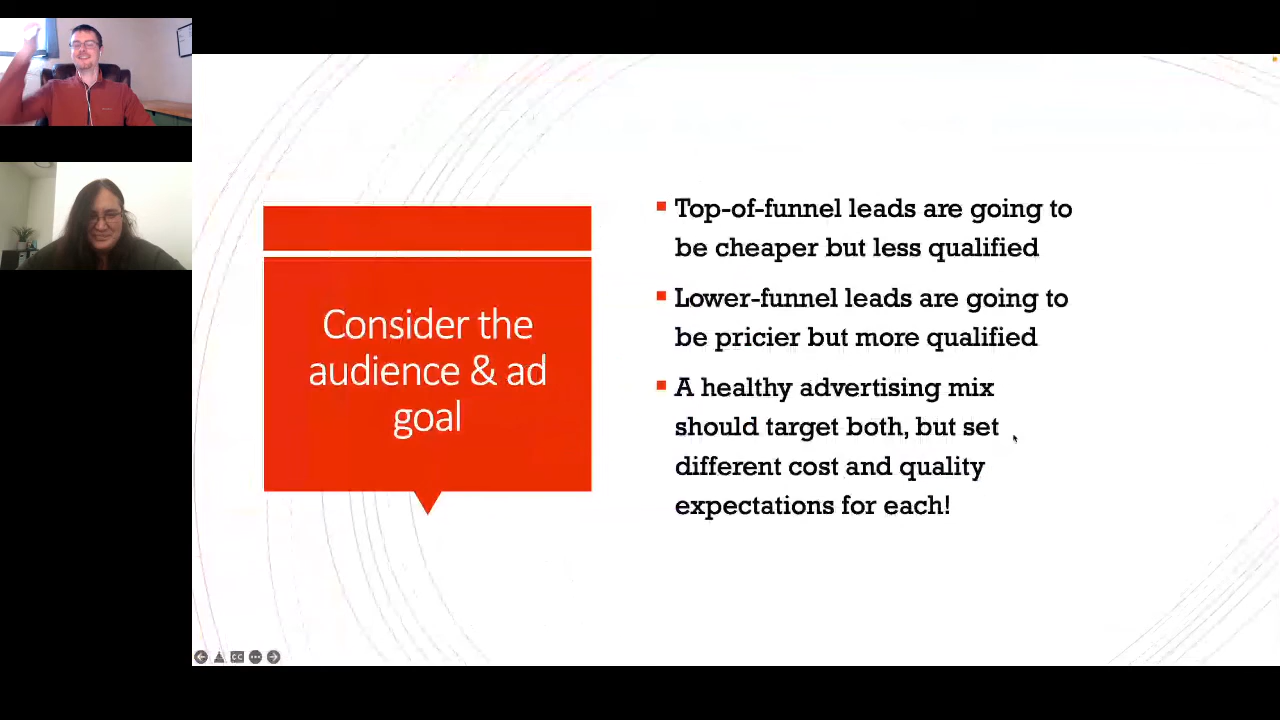 Consider the
audience & ad
goal
Top-of-funnel leads are going to
be cheaper but less qualified
Lower-funnel leads are going to
be pricier but more qualified
A healthy advertising mix
should target both, but set
different cost and quality
expectations for each!
CC